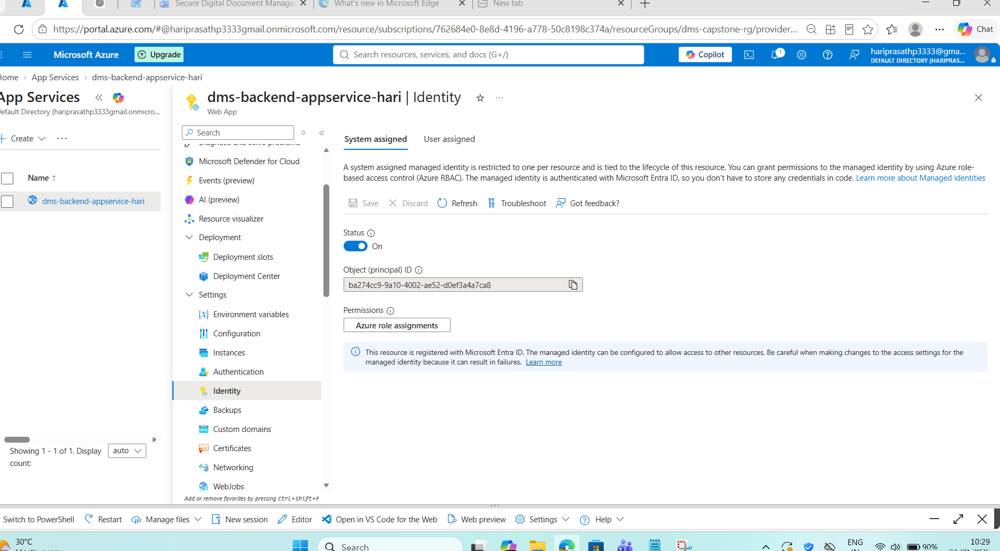 Secure Digital Document Manager
What's new in Microsoft Edge
New tab
https://portal.azure.com/#@hariprasathp3333gmail.onmicrosoft.com/resource/subscriptions/762684e0-8e8d-4196-a778-50c8198c374a/resourceGroups/dms-capstone-rg/provider...
Chat
Microsoft Azure
Upgrade
Search resources, services, and docs (G+/)
Copilot
1
hariprasathp3333@gma...
DEFAULT DIRECTORY (HARIPRAS...
Home > App Services > dms-backend-appservice-hari
App Services
Default Directory (hariprasathp3333gmail.onmicro...
+ Create
...
Name ↑
dms-backend-appservice-hari
Showing 1 - 1 of 1. Display
count:
auto
dms-backend-appservice-hari | Identity
Web App
Search
Diagnose and solve problems
Microsoft Defender for Cloud
Events (preview)
AI (preview)
Resource visualizer
Deployment
Deployment slots
Deployment Center
Settings
Environment variables
Configuration
Instances
Authentication
Identity
Backups
Custom domains
Certificates
Networking
WebJobs
Add or remove favorites by pressing Ctrl+Shift+F
System assigned
User assigned
A system assigned managed identity is restricted to one per resource and is tied to the lifecycle of this resource. You can grant permissions to the managed identity by using Azure role-
based access control (Azure RBAC). The managed identity is authenticated with Microsoft Entra ID, so you don't have to store any credentials in code. Learn more about Managed identities
Save
Discard
Refresh
Troubleshoot
Got feedback?
Status
On
Object (principal) ID
ba274cc9-9a10-4002-ae52-d0ef3a4a7ca8
Permissions
Azure role assignments
This resource is registered with Microsoft Entra ID. The managed identity can be configured to allow access to other resources. Be careful when making changes to the access settings for the
managed identity because it can result in failures. Learn more
Switch to PowerShell
Restart
Manage files
New session
Editor
Open in VS Code for the Web
Web preview
Settings
Help
30°C
Search
ENG
IN
90%
10:29